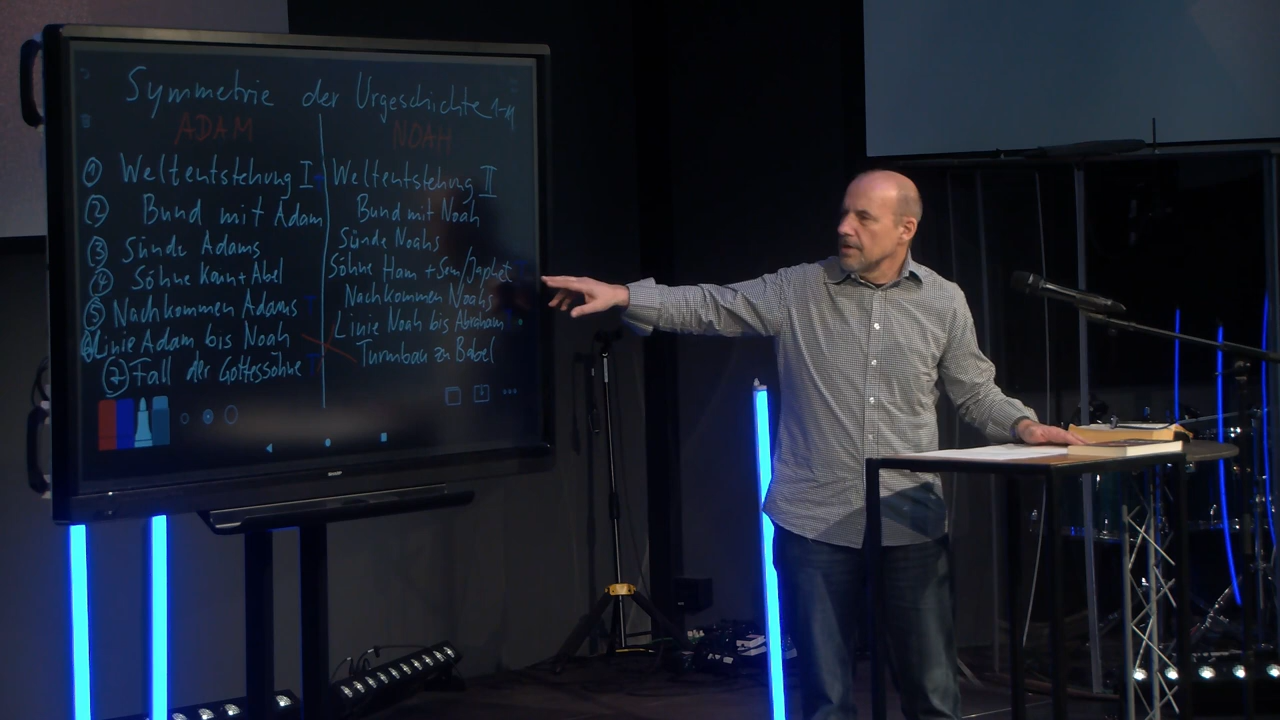 Symmetrie der Urgeschichte 1-11
ADAM NOAH
① Weltentstehung I Weltentstehung II
② Bund mit Adam Bund mit Noah
③ Sünde Adams Sünde Noahs
④ Söhne Kain+Abel Söhne Ham + Sem/Japhet
⑤ Nachkommen Adams Nachkommen Noahs
⑥ Linie Adam bis Noah Linie Noah bis Abraham
⑦ Fall der Gottessöhne Turmbau zu Babel
SHARP